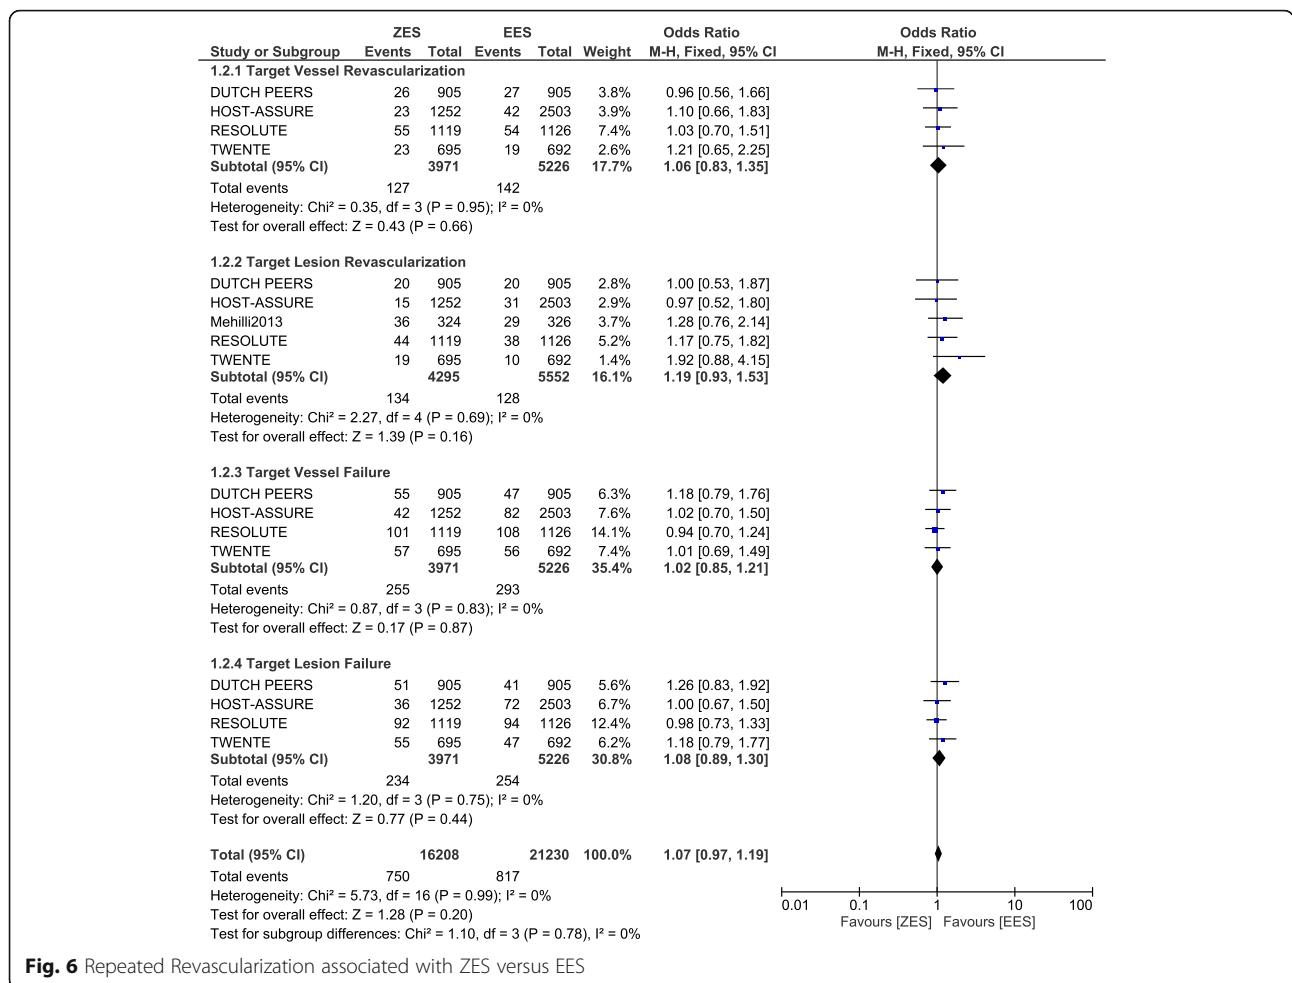 ZES EES Odds Ratio Odds Ratio
Study or Subgroup Events Total Events Total Weight M-H, Fixed, 95% CI M-H, Fixed, 95% CI
1.2.1 Target Vessel Revascularization
DUTCH PEERS 26 905 27 905 3.8% 0.96 [0.56, 1.66]
HOST-ASSURE 23 1252 42 2503 3.9% 1.10 [0.66, 1.83]
RESOLUTE 55 1119 54 1126 7.4% 1.03 [0.70, 1.51]
TWENTE 23 695 19 692 2.6% 1.21 [0.65, 2.25]
Subtotal (95% CI) 3971 5226 17.7% 1.06 [0.83, 1.35]
Total events 127 142
Heterogeneity: Chi² = 0.35, df = 3 (P = 0.95); I² = 0%
Test for overall effect: Z = 0.43 (P = 0.66)
1.2.2 Target Lesion Revascularization
DUTCH PEERS 20 905 20 905 2.8% 1.00 [0.53, 1.87]
HOST-ASSURE 15 1252 31 2503 2.9% 0.97 [0.52, 1.80]
Mehilli2013 36 324 29 326 3.7% 1.28 [0.76, 2.14]
RESOLUTE 44 1119 38 1126 5.2% 1.17 [0.75, 1.82]
TWENTE 19 695 10 692 1.4% 1.92 [0.88, 4.15]
Subtotal (95% CI) 4295 5552 16.1% 1.19 [0.93, 1.53]
Total events 134 128
Heterogeneity: Chi² = 2.27, df = 4 (P = 0.69); I² = 0%
Test for overall effect: Z = 1.39 (P = 0.16)
1.2.3 Target Vessel Failure
DUTCH PEERS 55 905 47 905 6.3% 1.18 [0.79, 1.76]
HOST-ASSURE 42 1252 82 2503 7.6% 1.02 [0.70, 1.50]
RESOLUTE 101 1119 108 1126 14.1% 0.94 [0.70, 1.24]
TWENTE 57 695 56 692 7.4% 1.01 [0.69, 1.49]
Subtotal (95% CI) 3971 5226 35.4% 1.02 [0.85, 1.21]
Total events 255 293
Heterogeneity: Chi² = 0.87, df = 3 (P = 0.83); I² = 0%
Test for overall effect: Z = 0.17 (P = 0.87)
1.2.4 Target Lesion Failure
DUTCH PEERS 51 905 41 905 5.6% 1.26 [0.83, 1.92]
HOST-ASSURE 36 1252 72 2503 6.7% 1.00 [0.67, 1.50]
RESOLUTE 92 1119 94 1126 12.4% 0.98 [0.73, 1.33]
TWENTE 55 695 47 692 6.2% 1.18 [0.79, 1.77]
Subtotal (95% CI) 3971 5226 30.8% 1.08 [0.89, 1.30]
Total events 234 254
Heterogeneity: Chi² = 1.20, df = 3 (P = 0.75); I² = 0%
Test for overall effect: Z = 0.77 (P = 0.44)
Total (95% CI) 16208 21230 100.0% 1.07 [0.97, 1.19]
Total events 750 817
Heterogeneity: Chi² = 5.73, df = 16 (P = 0.99); I² = 0%
Test for overall effect: Z = 1.28 (P = 0.20)
Test for subgroup differences: Chi² = 1.10, df = 3 (P = 0.78), I² = 0%
0.01 0.1 1 10 100
Favours [ZES] Favours [EES]
Fig. 6 Repeated Revascularization associated with ZES versus EES